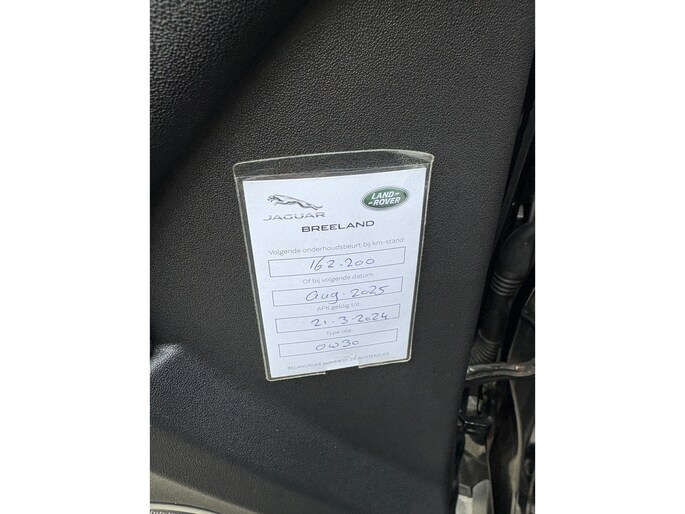 JAGUAR
LAND
ROVER
BREELAND
Volgende onderhoudsbeurt bij km-stand:
162.200
Of bij volgende datum:
Aug. 2025
APK geldig tot:
21-3-2024
Type olie:
0W30